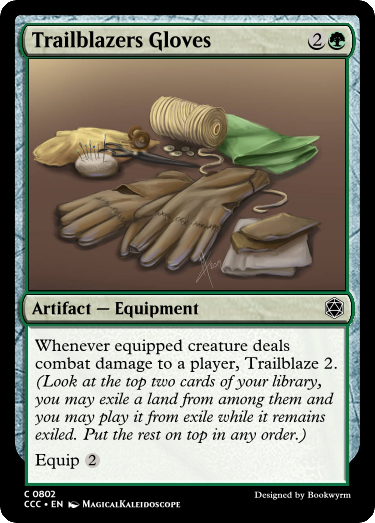 Trailblazers Gloves 2
Artifact — Equipment
Whenever equipped creature deals
combat damage to a player, Trailblaze 2.
(Look at the top two cards of your library,
you may exile a land from among them and
you may play it from exile while it remains
exiled. Put the rest on top in any order.)
Equip 2
C 0802
CCC • EN MagicalKaleidoscope
Designed by Bookwyrm